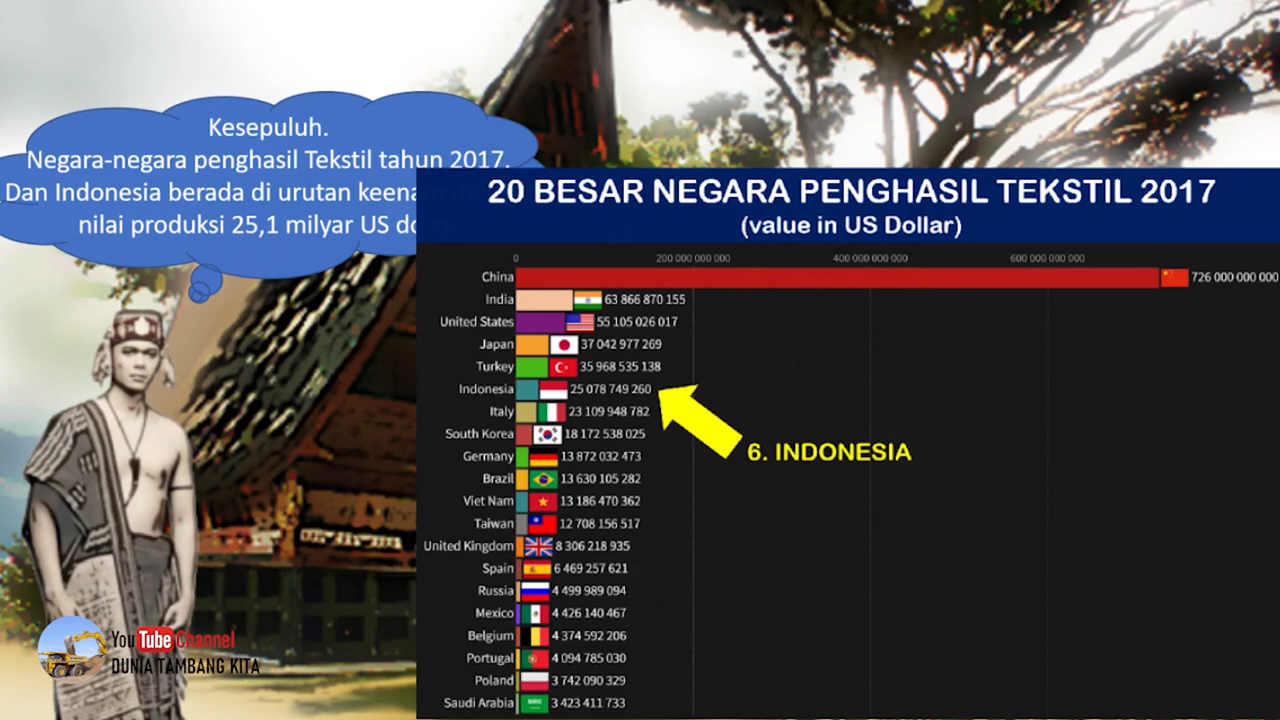 Kesepuluh.
Negara-negara penghasil Tekstil tahun 2017.
Dan Indonesia berada di urutan
nilai produksi 25,1 milyar US
20 BESAR NEGARA PENGHASIL TEKSTIL 2017
(value in US Dollar)
0 200 000 000 000 400 000 000 000 600 000 000 000
China 726 000 000 000
India 63 866 870 155
United States 55 105 026 017
Japan 37 042 977 269
Turkey 35 968 535 138
Indonesia 25 078 749 260
Italy 23 109 948 782
South Korea 18 172 538 025
Germany 13 872 032 473
Brazil 13 630 105 282
Viet Nam 13 186 470 362
Taiwan 12 708 156 517
United Kingdom 8 306 218 935
Spain 6 469 257 621
Russia 4 499 989 094
Mexico 4 426 140 467
Belgium 4 374 592 206
Portugal 4 094 785 030
Poland 3 742 090 329
Saudi Arabia 3 423 411 733
6. INDONESIA
YouTube Channel
DUNIA TAMBANG KITA